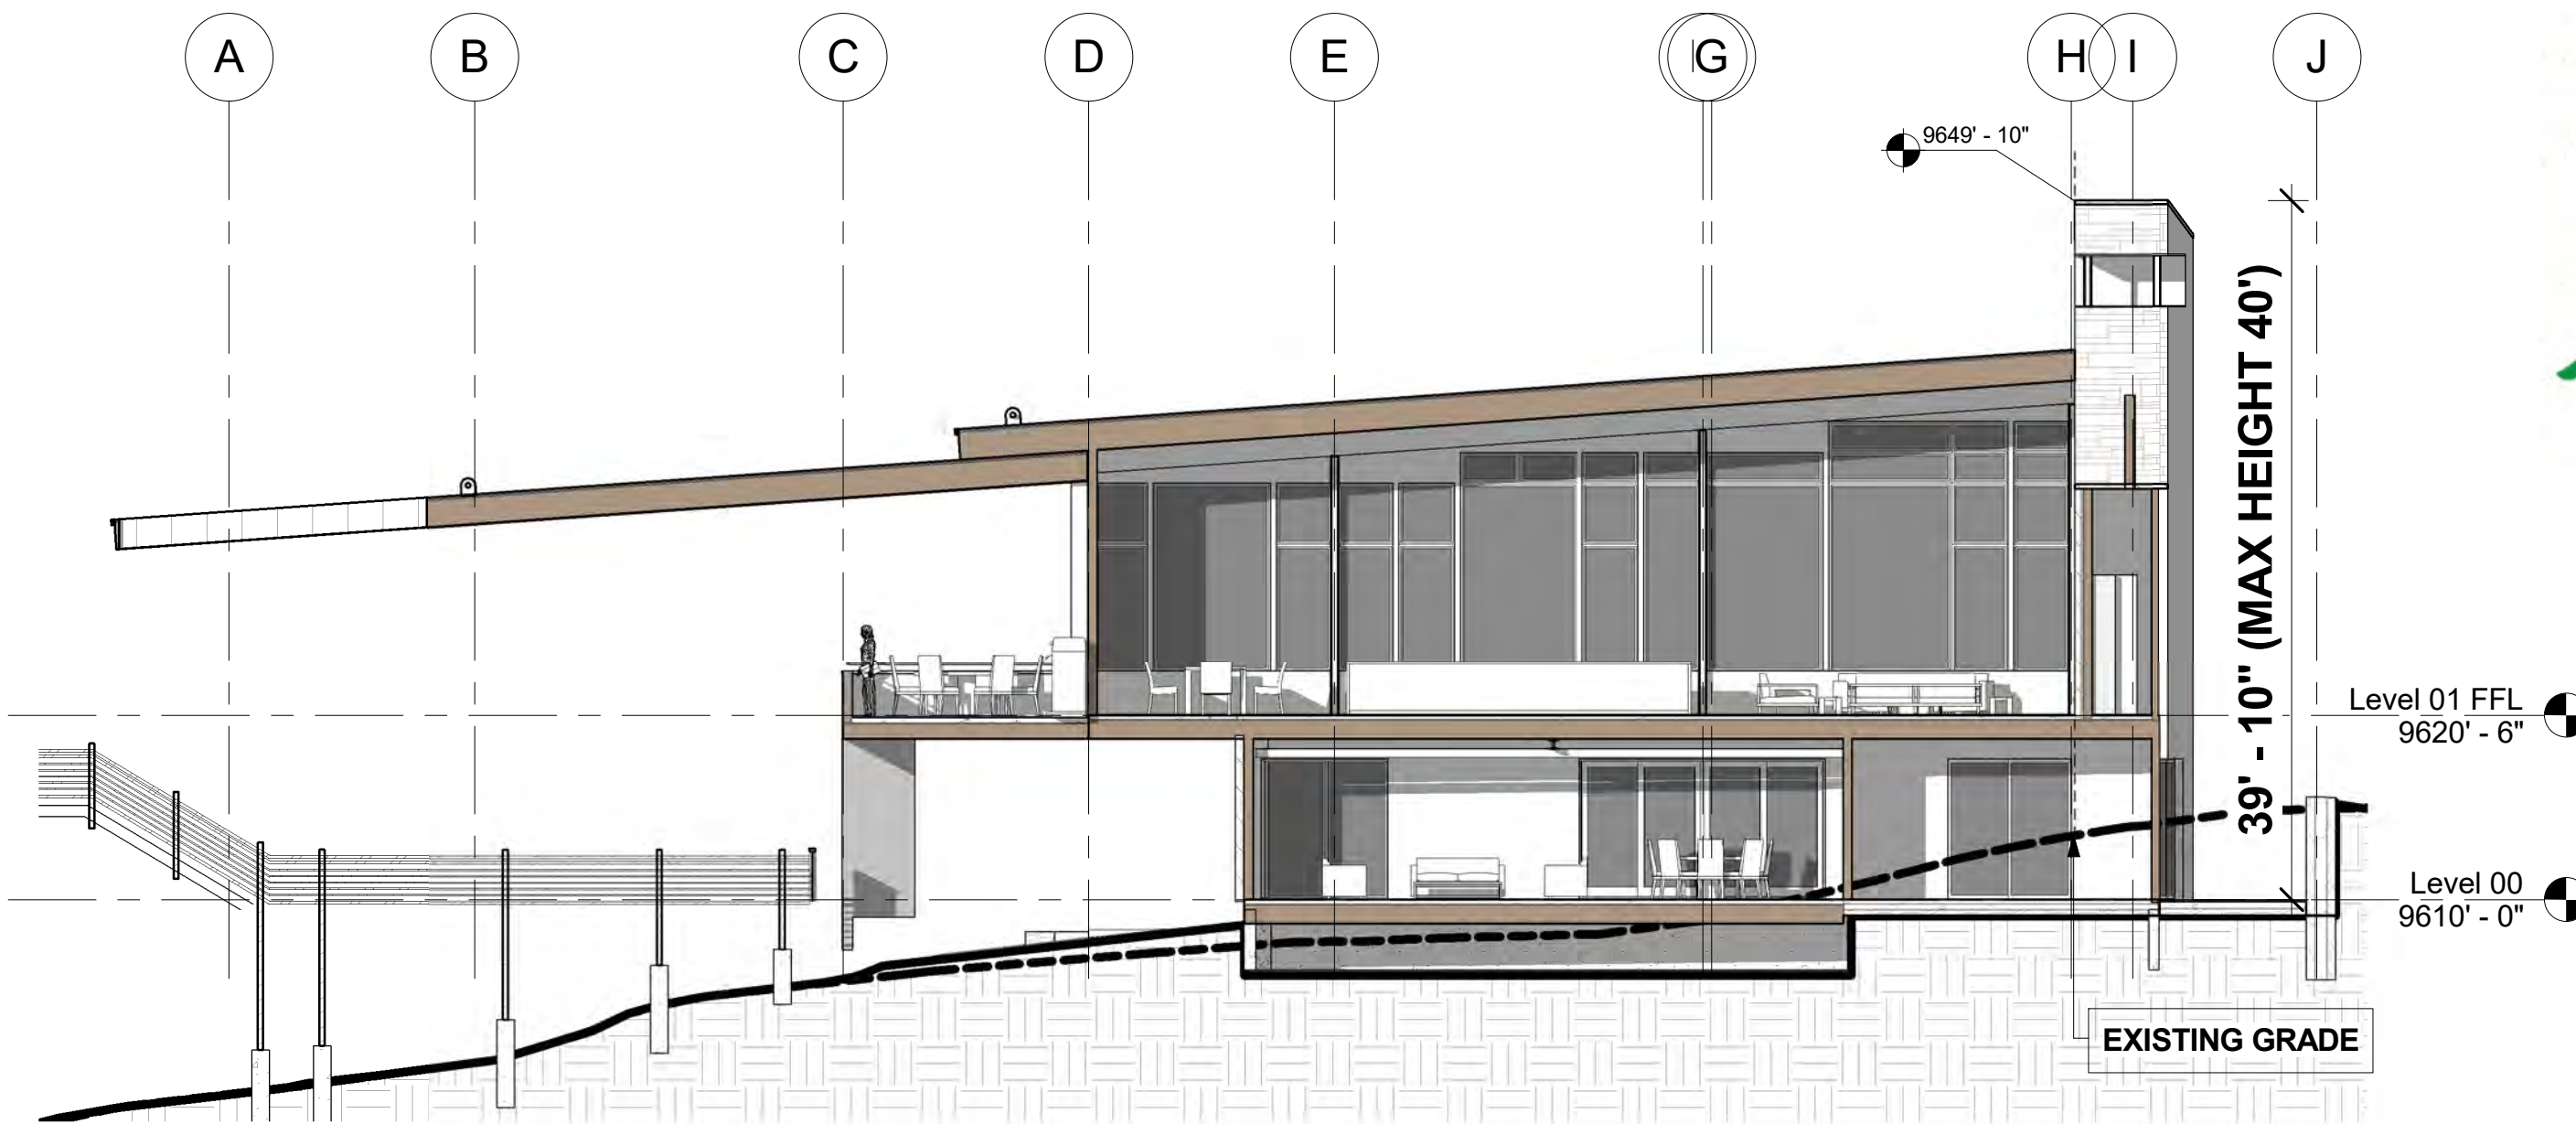 A
B
C
D
E
G
H
I
J
9649' - 10"
39' - 10" (MAX HEIGHT 40')
Level 01 FFL
9620' - 6"
Level 00
9610' - 0"
EXISTING GRADE